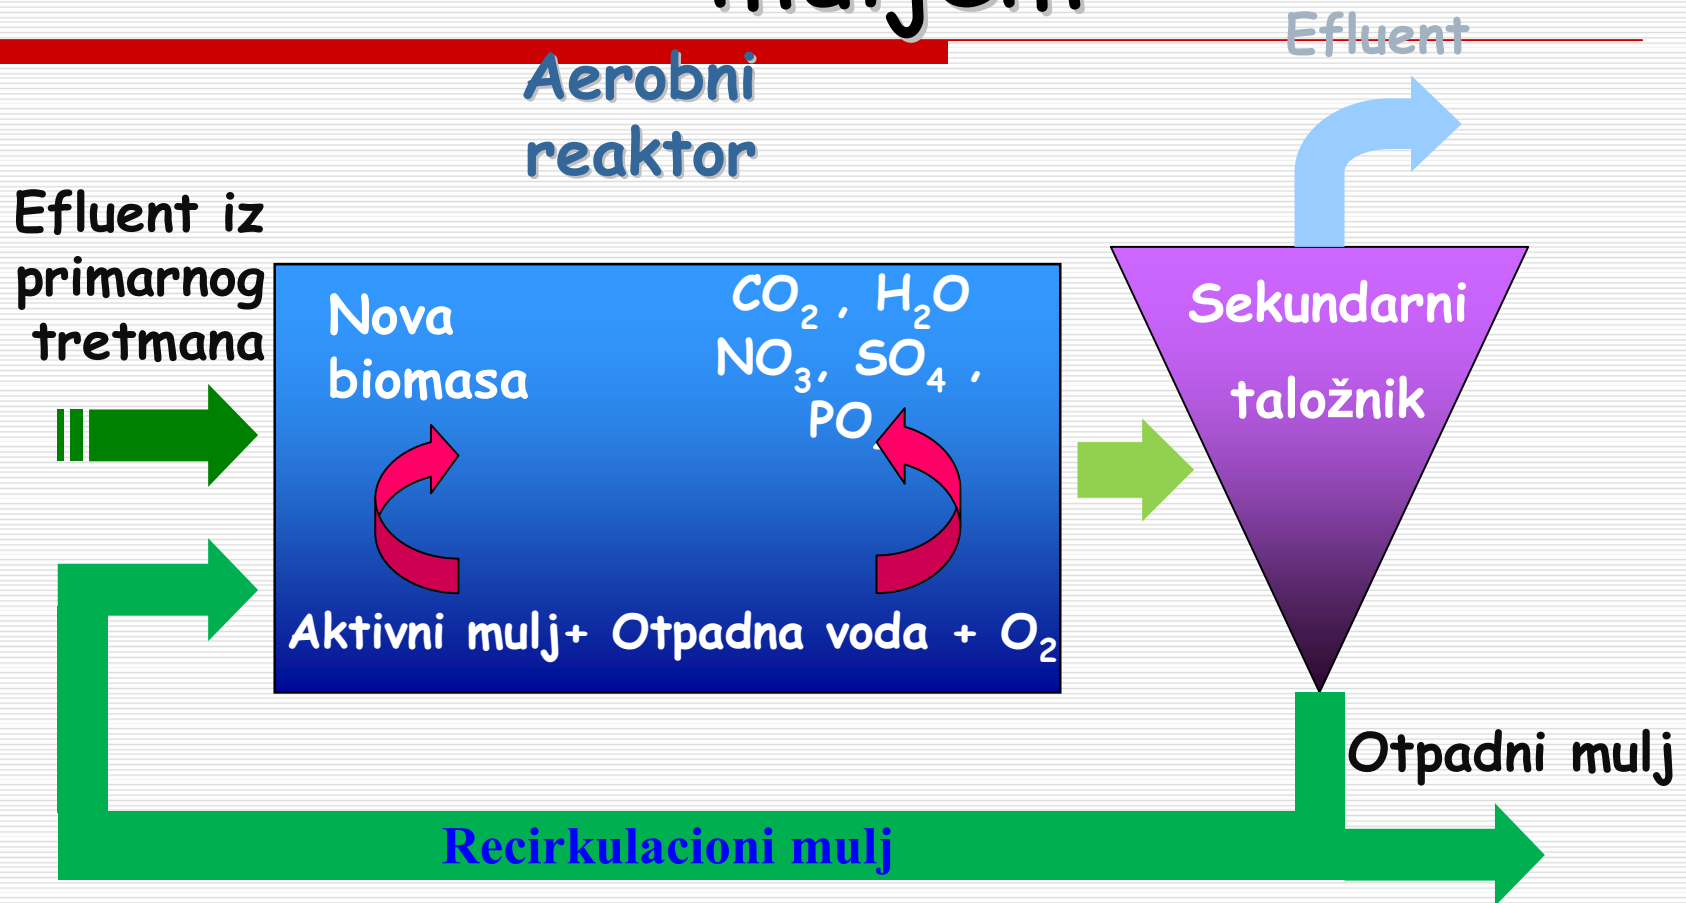 Efluent
Aerobni
reaktor
Efluent iz
primarnog
tretmana
Nova
biomasa
CO₂ , H₂O
NO₃, SO₄ ,
PO
Sekundarni
taložnik
Aktivni mulj+ Otpadna voda + O₂
Otpadni mulj
Recirkulacioni mulj